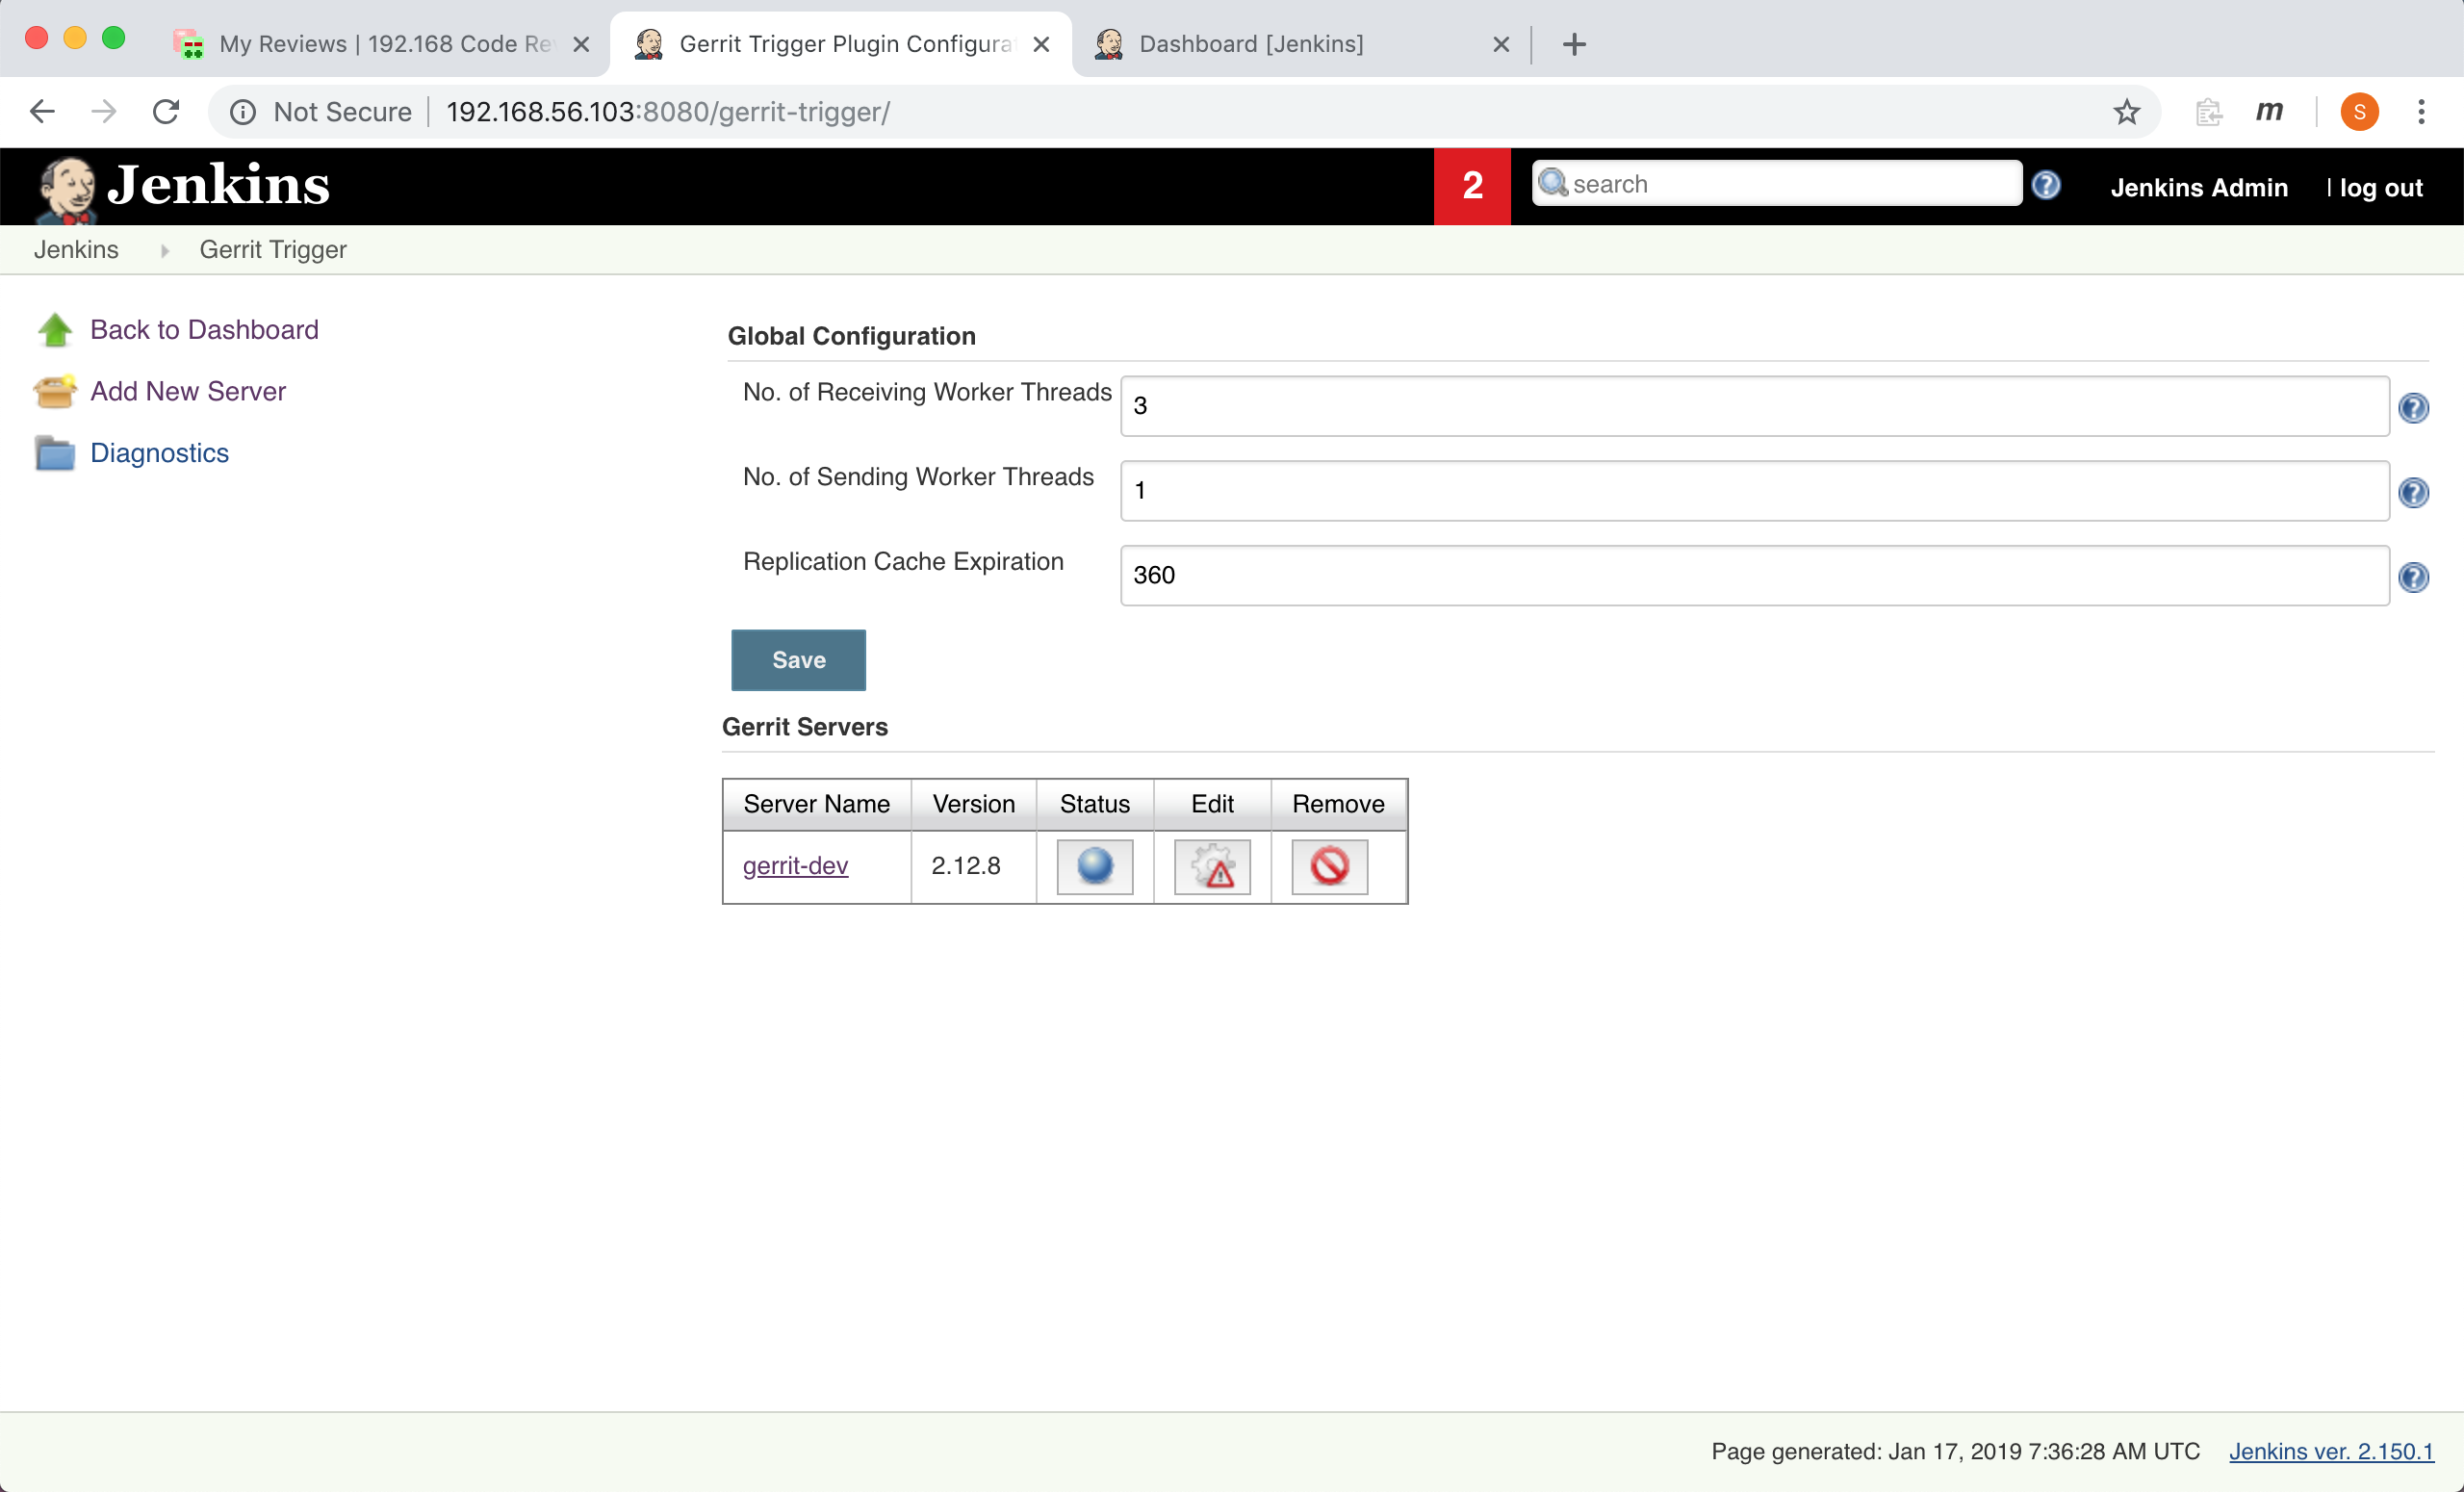 My Reviews | 192.168 Code Re
Gerrit Trigger Plugin Configura
Dashboard [Jenkins]
Not Secure | 192.168.56.103:8080/gerrit-trigger/
m
S
Jenkins
2
search
Jenkins Admin | log out
Jenkins Gerrit Trigger
Back to Dashboard
Add New Server
Diagnostics
Global Configuration
No. of Receiving Worker Threads 3
No. of Sending Worker Threads 1
Replication Cache Expiration 360
Save
Gerrit Servers
Server Name Version Status Edit Remove
gerrit-dev 2.12.8
Page generated: Jan 17, 2019 7:36:28 AM UTC Jenkins ver. 2.150.1